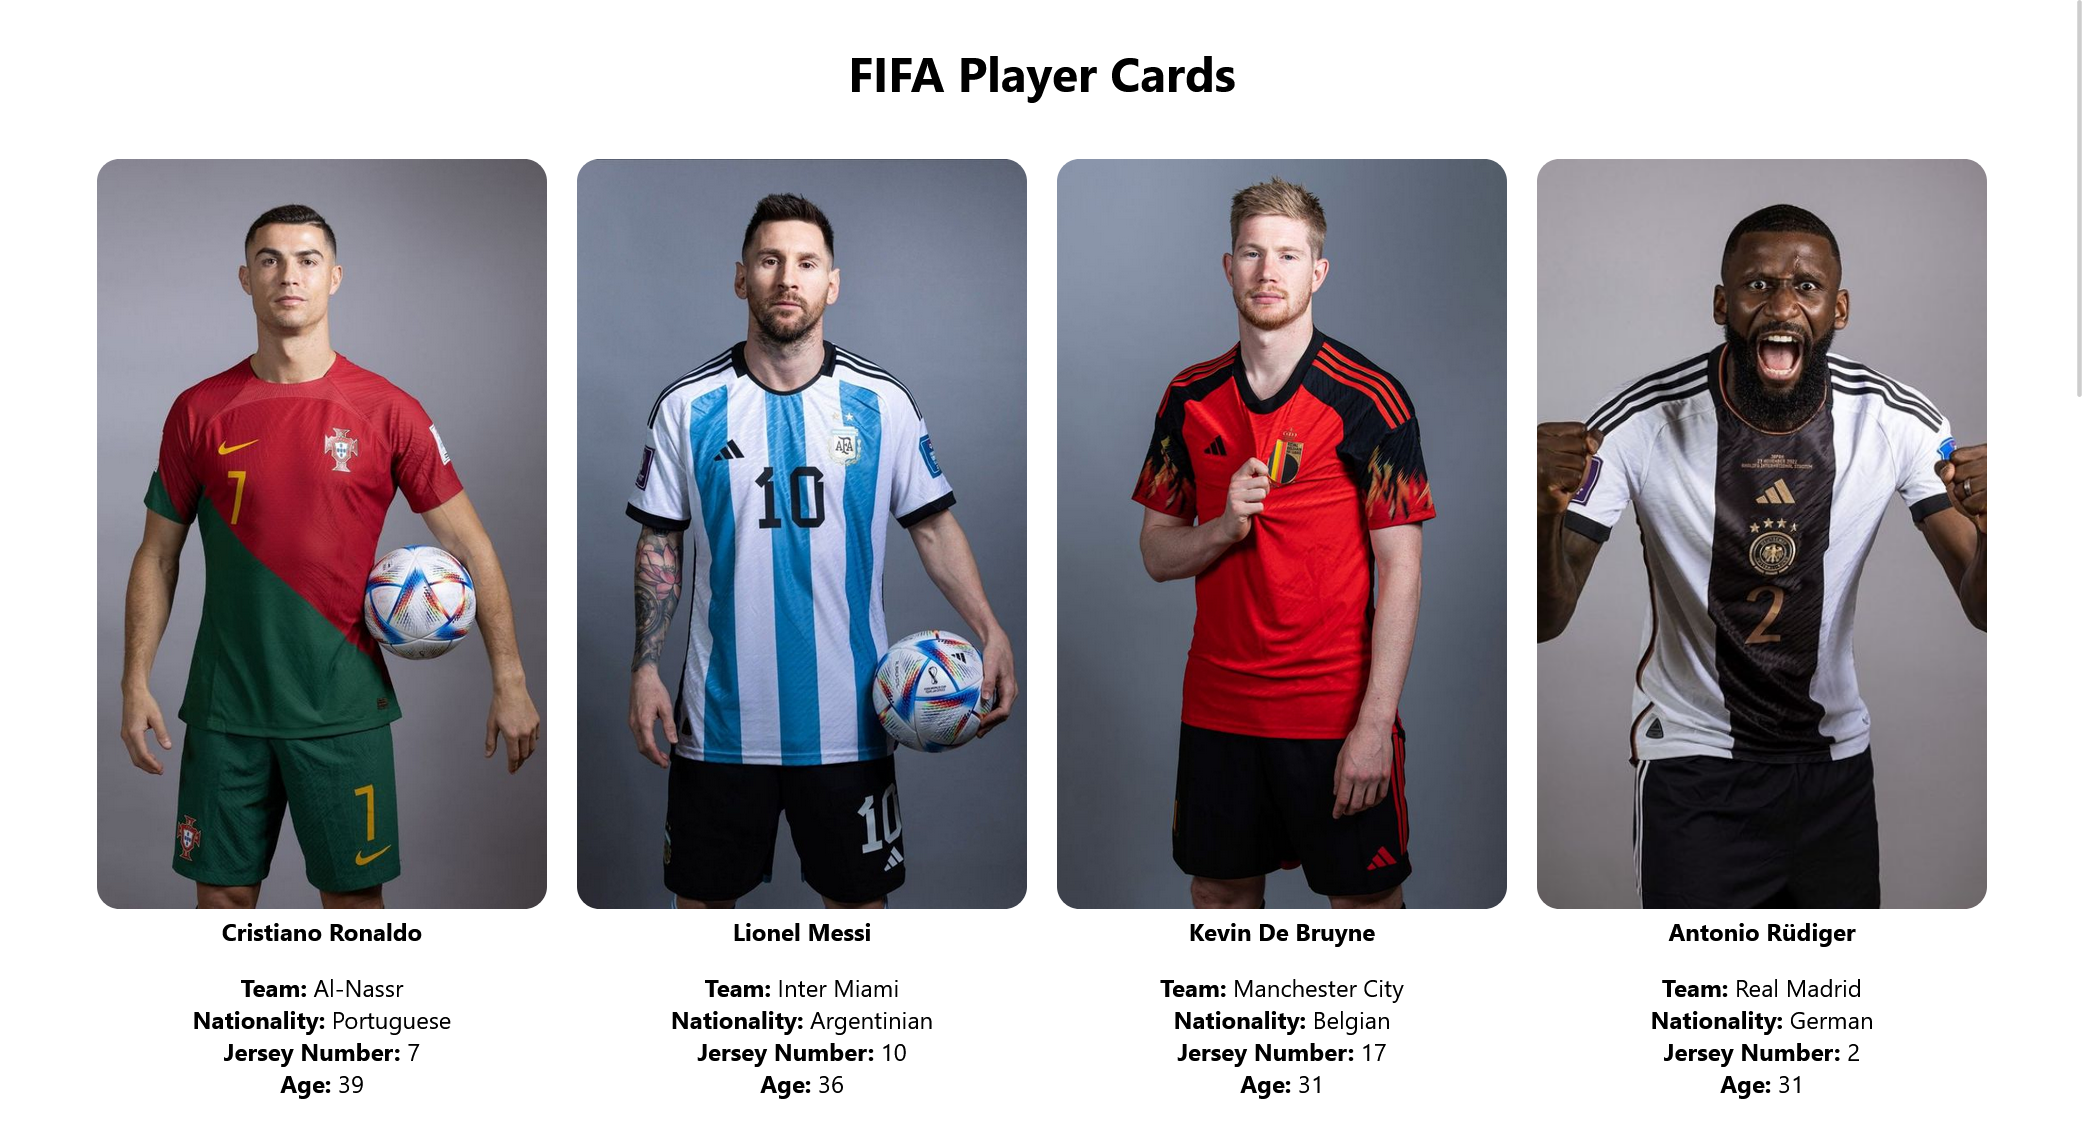 FIFA Player Cards
7
7
AFA
10
10
2
Cristiano Ronaldo
Team: Al-Nassr
Nationality: Portuguese
Jersey Number: 7
Age: 39
Lionel Messi
Team: Inter Miami
Nationality: Argentinian
Jersey Number: 10
Age: 36
Kevin De Bruyne
Team: Manchester City
Nationality: Belgian
Jersey Number: 17
Age: 31
Antonio Rüdiger
Team: Real Madrid
Nationality: German
Jersey Number: 2
Age: 31